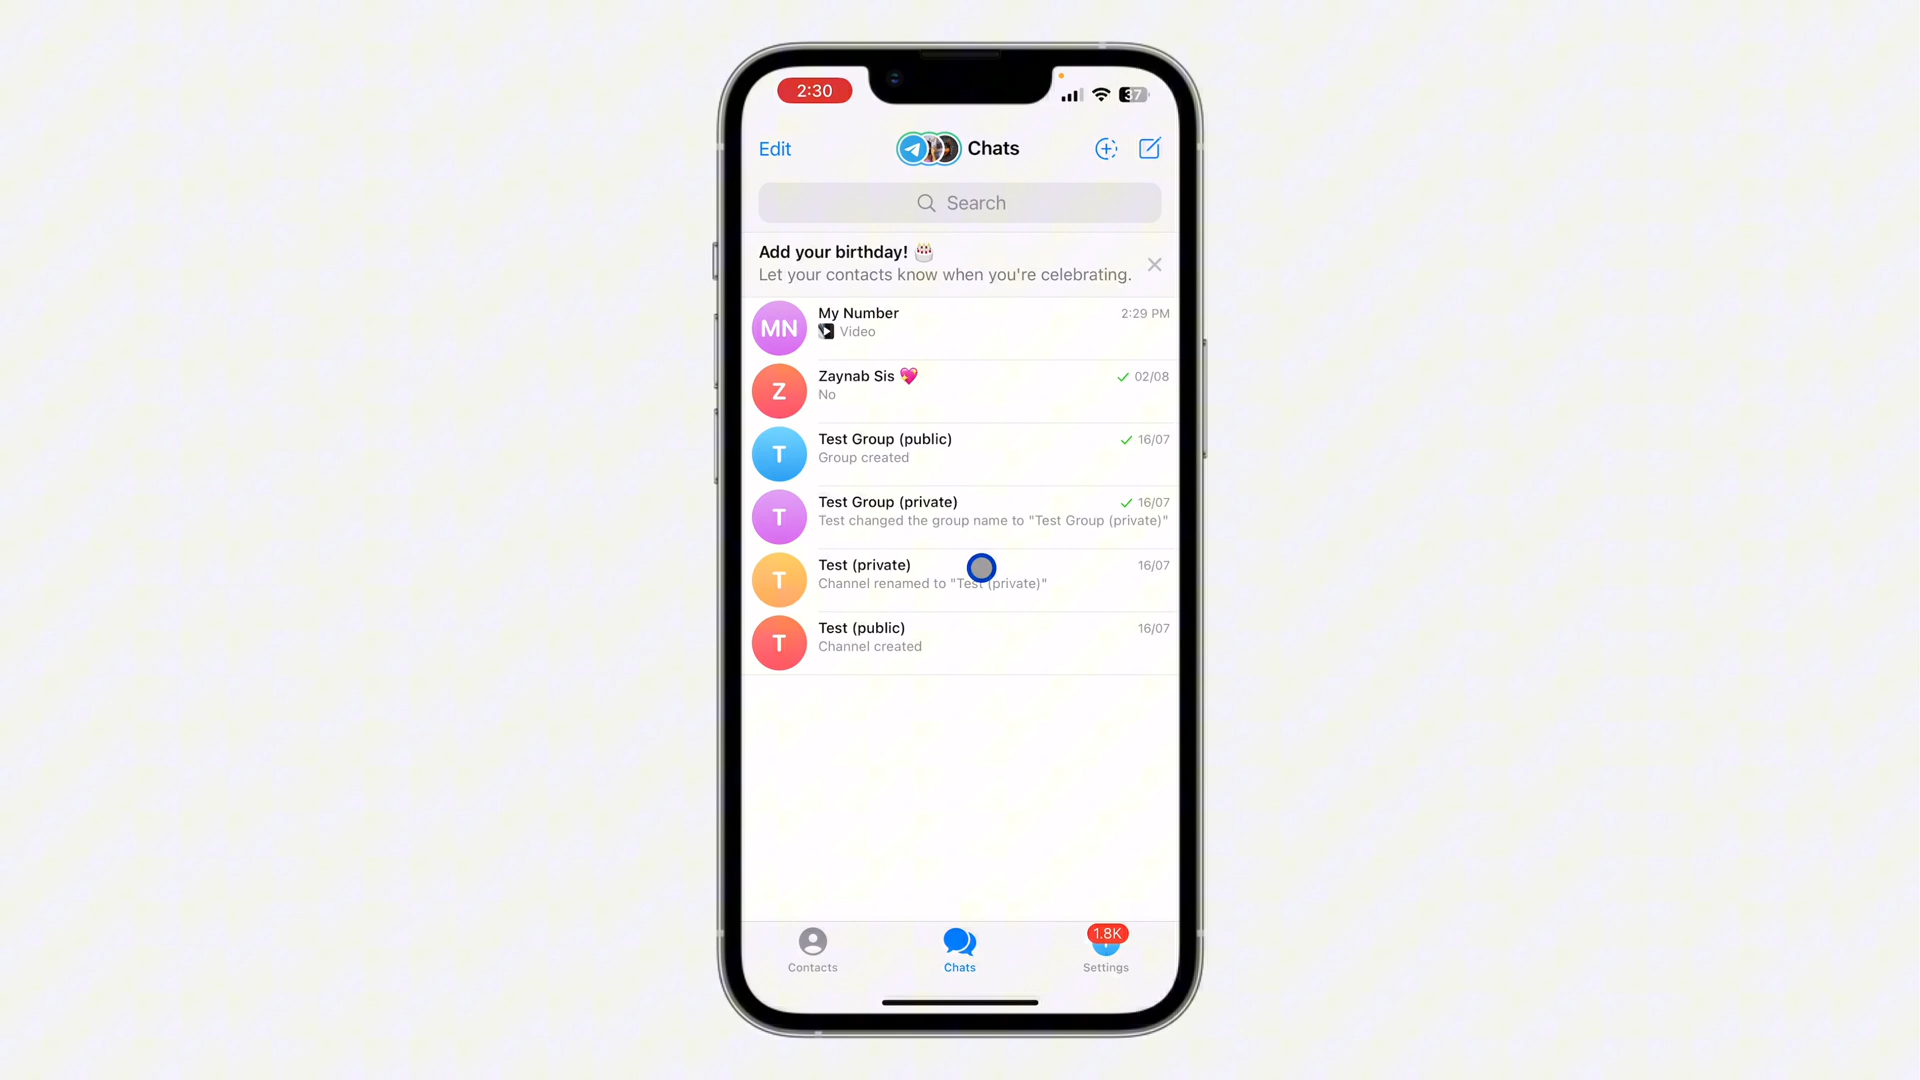 2:30
37
Edit
Chats
Search
Add your birthday! 🎂
Let your contacts know when you're celebrating.
MN
My Number
2:29 PM
Video
Z
Zaynab Sis 💖
02/08
No
T
Test Group (public)
16/07
Group created
T
Test Group (private)
16/07
Test changed the group name to "Test Group (private)"
T
Test (private)
16/07
Channel renamed to "Test (private)"
T
Test (public)
16/07
Channel created
1.8K
Contacts
Chats
Settings